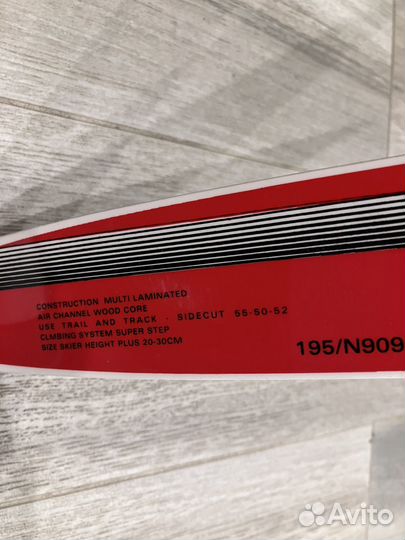 CONSTRUCTION MULTI LAMINATED
AIR CHANNEL WOOD CORE
USE TRAIL AND TRACK - SIDECUT 55-50-52
CLMBING SYSTEM SUPER STEP
SIZE SKIER HEIGHT PLUS 20-30CM
195/N909
Avito